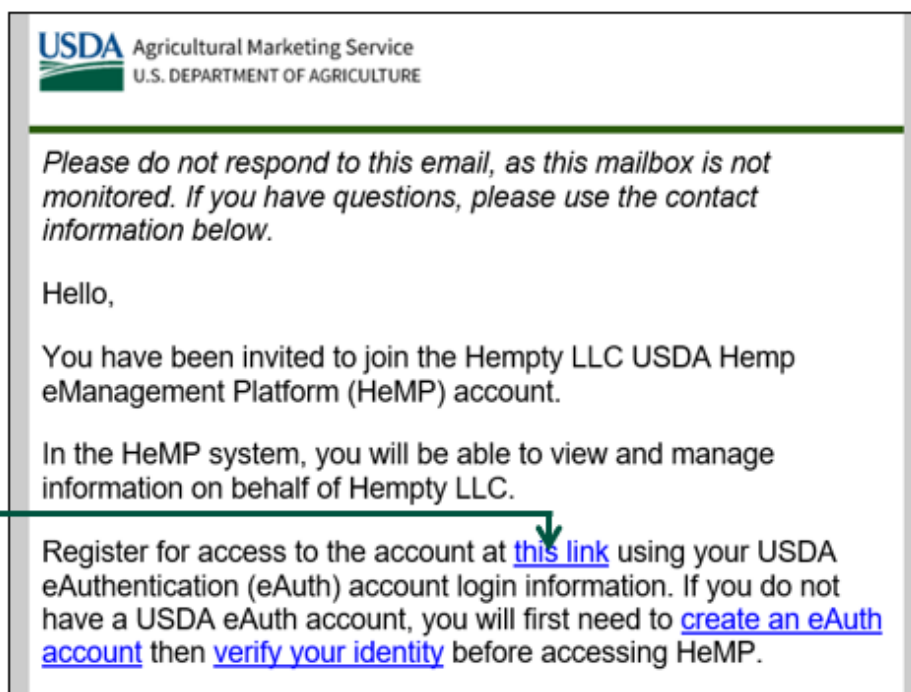 USDA Agricultural Marketing Service
U.S. DEPARTMENT OF AGRICULTURE
Please do not respond to this email, as this mailbox is not
monitored. If you have questions, please use the contact
information below.
Hello,
You have been invited to join the Hempty LLC USDA Hemp
eManagement Platform (HeMP) account.
In the HeMP system, you will be able to view and manage
information on behalf of Hempty LLC.
Register for access to the account at this link using your USDA
eAuthentication (eAuth) account login information. If you do not
have a USDA eAuth account, you will first need to create an eAuth
account then verify your identity before accessing HeMP.